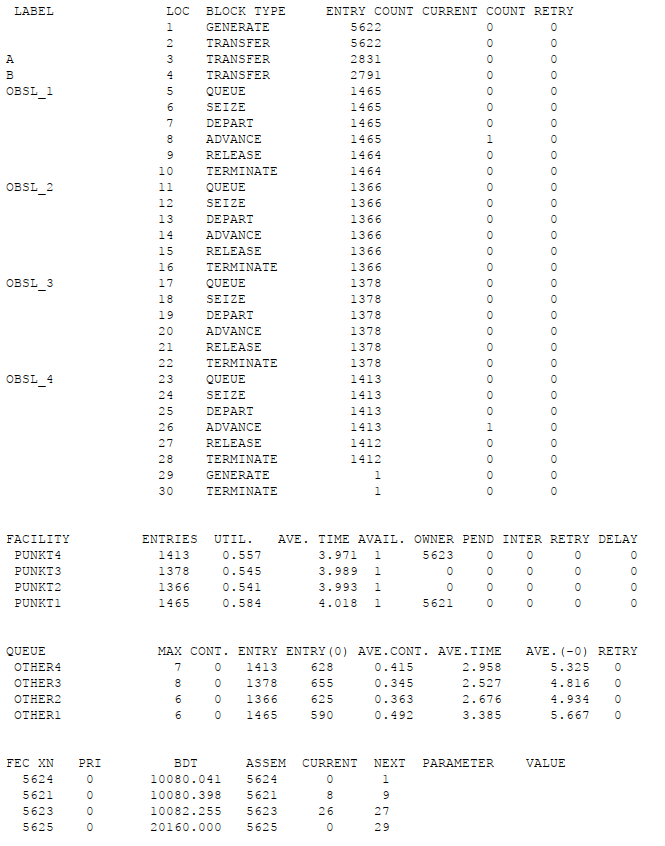 LABEL LOC BLOCK TYPE ENTRY COUNT CURRENT COUNT RETRY
1 GENERATE 5622 0 0
2 TRANSFER 5622 0 0
A 3 TRANSFER 2831 0 0
B 4 TRANSFER 2791 0 0
OBSL_1 5 QUEUE 1465 0 0
6 SEIZE 1465 0 0
7 DEPART 1465 0 0
8 ADVANCE 1465 1 0
9 RELEASE 1464 0 0
10 TERMINATE 1464 0 0
OBSL_2 11 QUEUE 1366 0 0
12 SEIZE 1366 0 0
13 DEPART 1366 0 0
14 ADVANCE 1366 0 0
15 RELEASE 1366 0 0
16 TERMINATE 1366 0 0
OBSL_3 17 QUEUE 1378 0 0
18 SEIZE 1378 0 0
19 DEPART 1378 0 0
20 ADVANCE 1378 0 0
21 RELEASE 1378 0 0
22 TERMINATE 1378 0 0
OBSL_4 23 QUEUE 1413 0 0
24 SEIZE 1413 0 0
25 DEPART 1413 0 0
26 ADVANCE 1413 1 0
27 RELEASE 1412 0 0
28 TERMINATE 1412 0 0
29 GENERATE 1 0 0
30 TERMINATE 1 0 0
FACILITY ENTRIES UTIL. AVE. TIME AVAIL. OWNER PEND INTER RETRY DELAY
PUNKT4 1413 0.557 3.971 1 5623 0 0 0 0
PUNKT3 1378 0.545 3.989 1 0 0 0 0 0
PUNKT2 1366 0.541 3.993 1 0 0 0 0 0
PUNKT1 1465 0.584 4.018 1 5621 0 0 0 0
QUEUE MAX CONT. ENTRY ENTRY(0) AVE.CONT. AVE.TIME AVE.(-0) RETRY
OTHER4 7 0 1413 628 0.415 2.958 5.325 0
OTHER3 8 0 1378 655 0.345 2.527 4.816 0
OTHER2 6 0 1366 625 0.363 2.676 4.934 0
OTHER1 6 0 1465 590 0.492 3.385 5.667 0
FEC XN PRI BDT ASSEM CURRENT NEXT PARAMETER VALUE
5624 0 10080.041 5624 0 1
5621 0 10080.398 5621 8 9
5623 0 10082.255 5623 26 27
5625 0 20160.000 5625 0 29